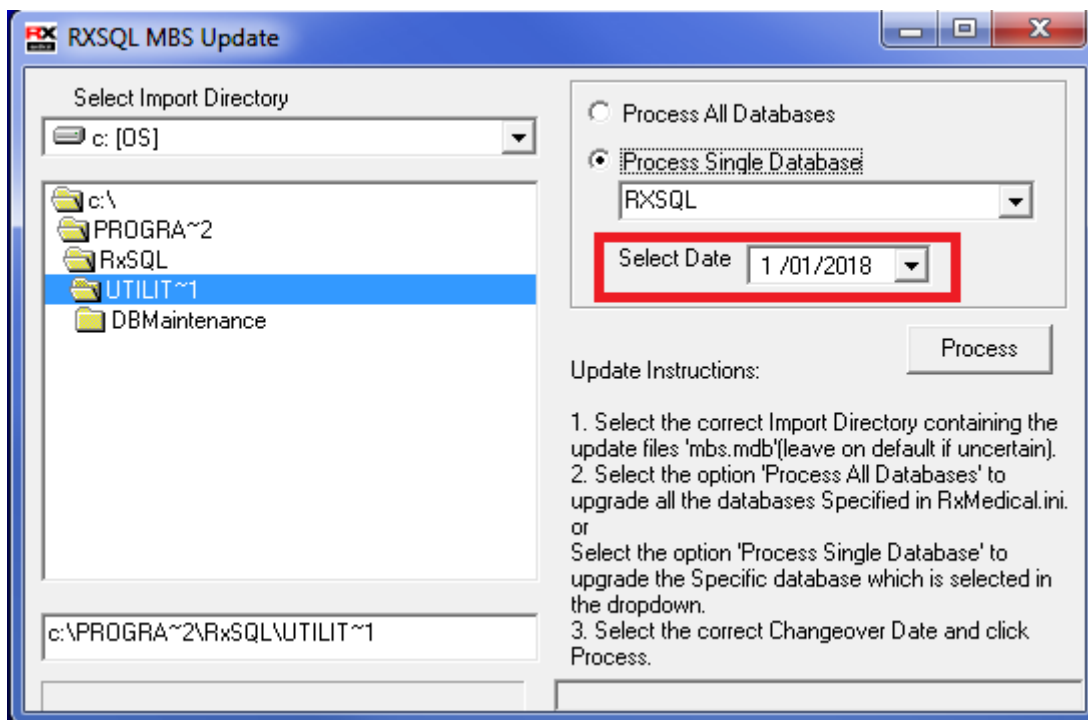 RX RXSQL MBS Update
Select Import Directory
c: [OS]
c:\
PROGRA~2
RxSQL
UTILIT~1
DBMaintenance
c:\PROGRA~2\RxSQL\UTILIT~1
Process All Databases
Process Single Database
RXSQL
Select Date 1 /01/2018
Process
Update Instructions:
1. Select the correct Import Directory containing the
update files 'mbs.mdb'(leave on default if uncertain).
2. Select the option 'Process All Databases' to
upgrade all the databases Specified in RxMedical.ini.
or
Select the option 'Process Single Database' to
upgrade the Specific database which is selected in
the dropdown.
3. Select the correct Changeover Date and click
Process.